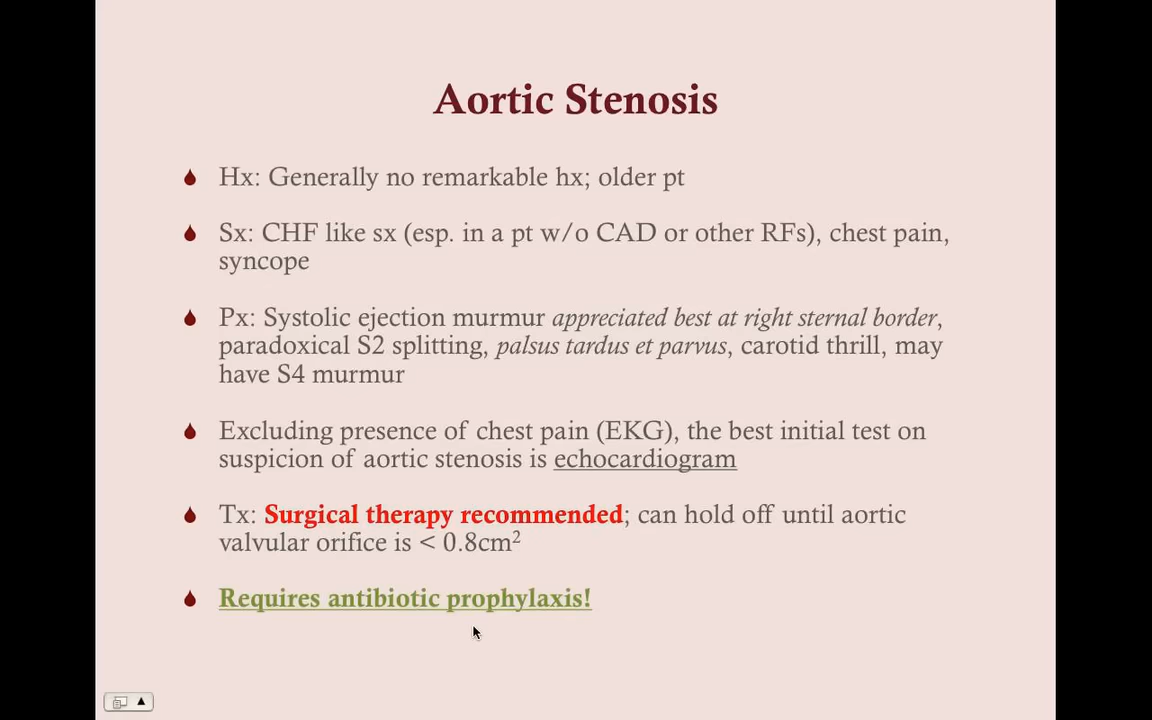 Aortic Stenosis
Hx: Generally no remarkable hx; older pt
Sx: CHF like sx (esp. in a pt w/o CAD or other RFs), chest pain,
syncope
Px: Systolic ejection murmur appreciated best at right sternal border,
paradoxical S2 splitting, palsus tardus et parvus, carotid thrill, may
have S4 murmur
Excluding presence of chest pain (EKG), the best initial test on
suspicion of aortic stenosis is echocardiogram
Tx: Surgical therapy recommended; can hold off until aortic
valvular orifice is < 0.8cm²
Requires antibiotic prophylaxis!